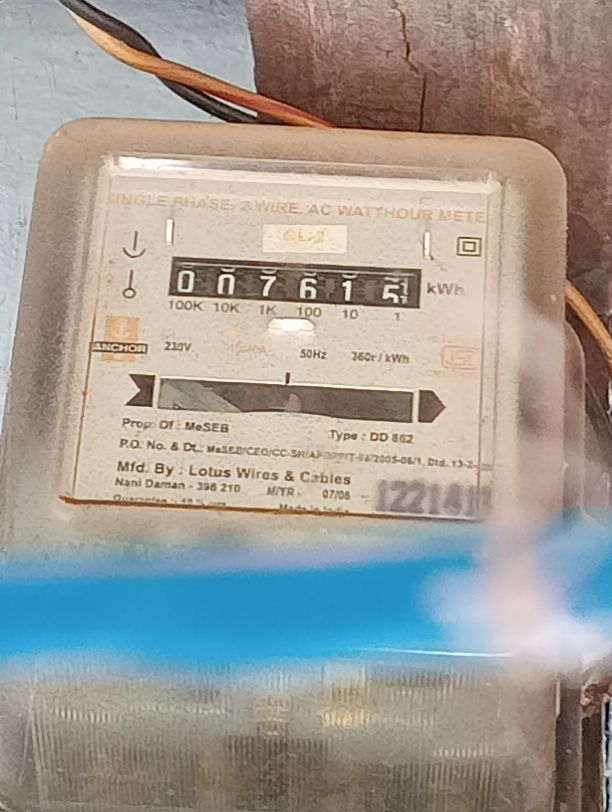 INGLE PHASE 2 WIRE AC WATTHOUR METE
0 0 7 6 1 5 kWh
100K 10K 1K 100 10 1
ANCHOR 230V 50Hz 360r / kWh
Prop. Of : MeSEB
Type : DD 862
P.O. No. & Dt.
Mfd. By : Lotus Wires & Cables
Nani Daman - 396 210 M/YR - 07/06
Made in India